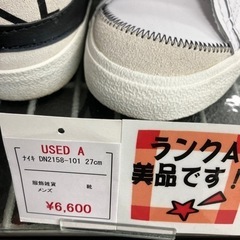 USED A
ﾅｲｷ DN2158-101 27cm
服飾雑貨 靴
メンズ
¥6,600
ランクA
美品です!